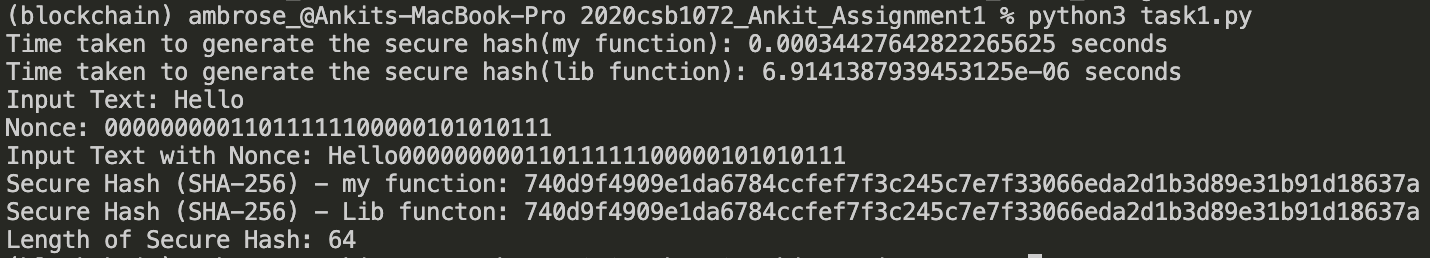 (blockchain) ambrose_@Ankits-MacBook-Pro 2020csb1072_Ankit_Assignment1 % python3 task1.py
Time taken to generate the secure hash(my function): 0.00034427642822265625 seconds
Time taken to generate the secure hash(lib function): 6.9141387939453125e-06 seconds
Input Text: Hello
Nonce: 00000000011011111100000101010111
Input Text with Nonce: Hello00000000011011111100000101010111
Secure Hash (SHA-256) - my function: 740d9f4909e1da6784ccfef7f3c245c7e7f33066eda2d1b3d89e31b91d18637a
Secure Hash (SHA-256) - Lib functon: 740d9f4909e1da6784ccfef7f3c245c7e7f33066eda2d1b3d89e31b91d18637a
Length of Secure Hash: 64